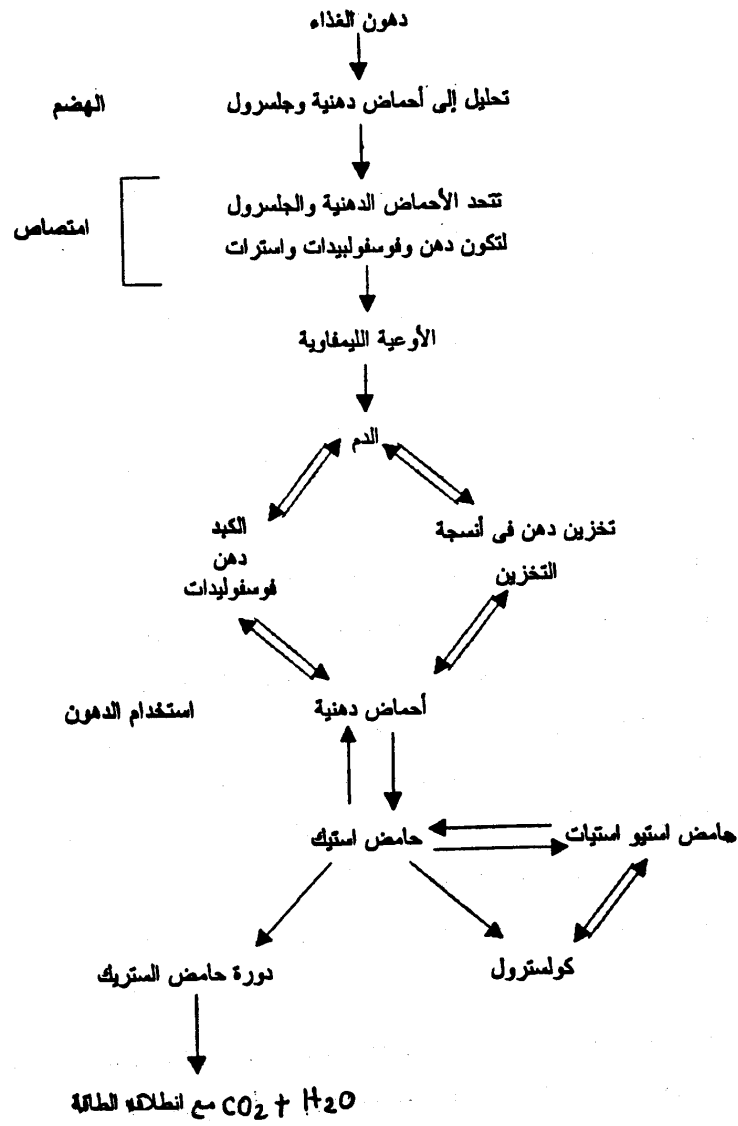 دهون الغذاء
تحليل إلى أحماض دهنية وجلسرول
الهضم
تتحد الأحماض الدهنية والجلسرول
لتكون دهن وفوسفولبيدات واسترات
امتصاص
الأوعية الليمفاوية
الدم
تخزين دهن فى أنسجة
التخزين
الكبد
دهن
فوسفوليدات
أحماض دهنية
استخدام الدهون
حامض استيو استيات
حامض استيك
كولسترول
دورة حامض الستريك
CO2 + H2O مع انطلاق الطاقة